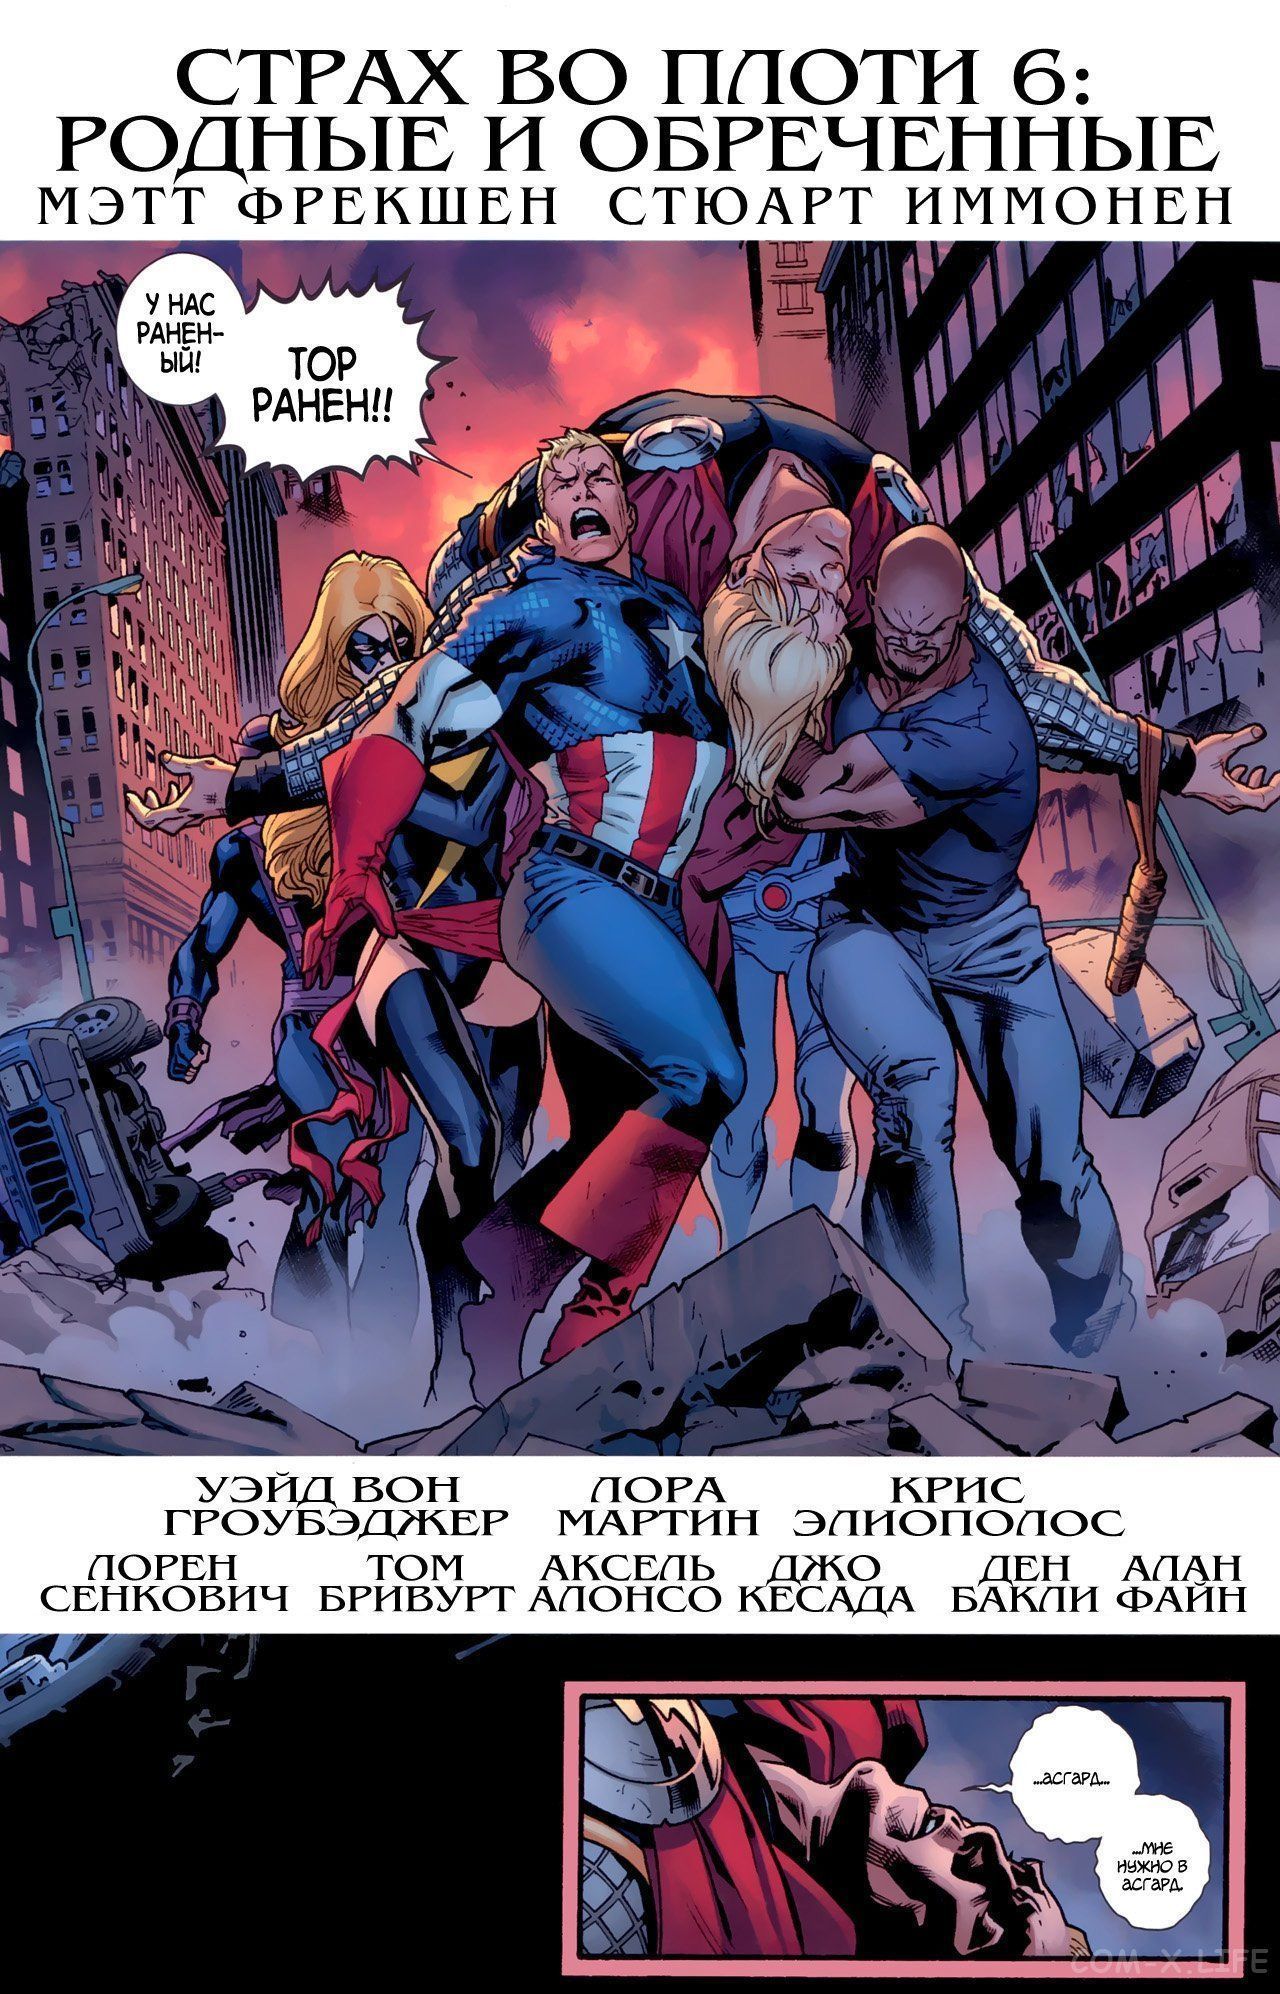 СТРАХ ВО ПЛОТИ 6:
РОДНЫЕ И ОБРЕЧЕННЫЕ
МЭТТ ФРЕКШЕН СТЮАРТ ИММОНЕН
У НАС
РАНЕН-
ЫЙ!
ТОР
РАНЕН!!
УЭЙД ВОН
ГРОУБЭДЖЕР
ЛОРА
МАРТИН
КРИС
ЭЛИОПОЛОС
ЛОРЕН
СЕНКОВИЧ
ТОМ
БРИВУРТ
АКСЕЛЬ
АЛОНСО
ДЖО
КЕСАДА
ДЕН
БАКЛИ
АЛАН
ФАЙН
...АСГАРД...
...МНЕ
НУЖНО В
АСГАРД.
COM-X.LIFE